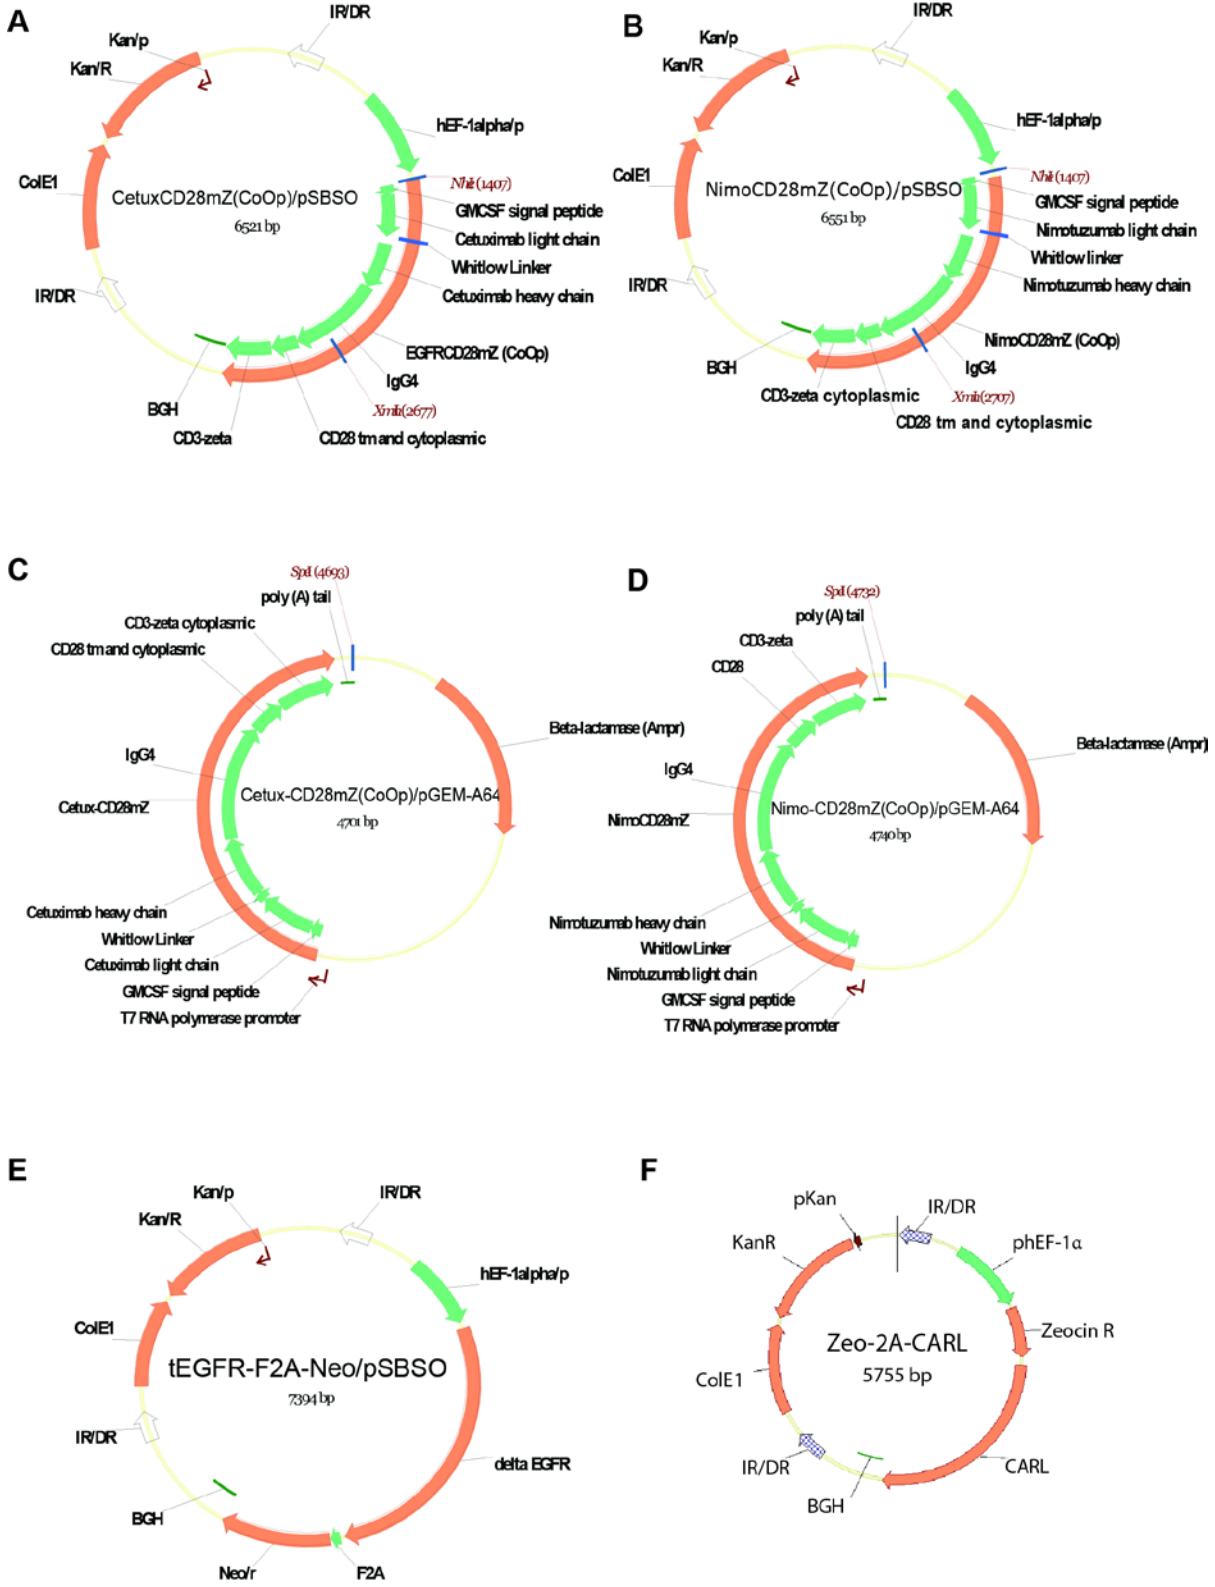 A
IR/DR
Kan/p
Kan/R
hEF-1alpha/p
ColE1
CetuxCD28mZ(CoOp)/pSBSO
6521 bp
NheI (1407)
GMCSF signal peptide
Cetuximab light chain
Whitlow Linker
Cetuximab heavy chain
IR/DR
EGFRCD28mZ (CoOp)
IgG4
BGH
XmaI (2677)
CD3-zeta
CD28 tm and cytoplasmic
B
IR/DR
Kan/p
Kan/R
hEF-1alpha/p
ColE1
NimoCD28mZ(CoOp)/pSBSO
6551 bp
NheI (1407)
GMCSF signal peptide
Nimotuzumab light chain
Whitlow linker
Nimotuzumab heavy chain
IR/DR
NimoCD28mZ (CoOp)
IgG4
BGH
CD3-zeta cytoplasmic
XmaI (2707)
CD28 tm and cytoplasmic
C
SpeI (4693)
poly (A) tail
CD3-zeta cytoplasmic
CD28 tm and cytoplasmic
Beta-lactamase (Ampr)
IgG4
Cetux-CD28mZ(CoOp)/pGEM-A64
4701 bp
Cetux-CD28mZ
Cetuximab heavy chain
Whitlow Linker
Cetuximab light chain
GMCSF signal peptide
T7 RNA polymerase promoter
D
SpeI (4732)
poly (A) tail
CD3-zeta
CD28
Beta-lactamase (Ampr)
IgG4
Nimo-CD28mZ(CoOp)/pGEM-A64
4740 bp
NimoCD28mZ
Nimotuzumab heavy chain
Whitlow Linker
Nimotuzumab light chain
GMCSF signal peptide
T7 RNA polymerase promoter
E
Kan/p
IR/DR
Kan/R
hEF-1alpha/p
ColE1
tEGFR-F2A-Neo/pSBSO
7394 bp
IR/DR
delta EGFR
BGH
Neo/r
F2A
F
pKan
IR/DR
KanR
phEF-1α
Zeocin R
Zeo-2A-CARL
5755 bp
ColE1
IR/DR
CARL
BGH